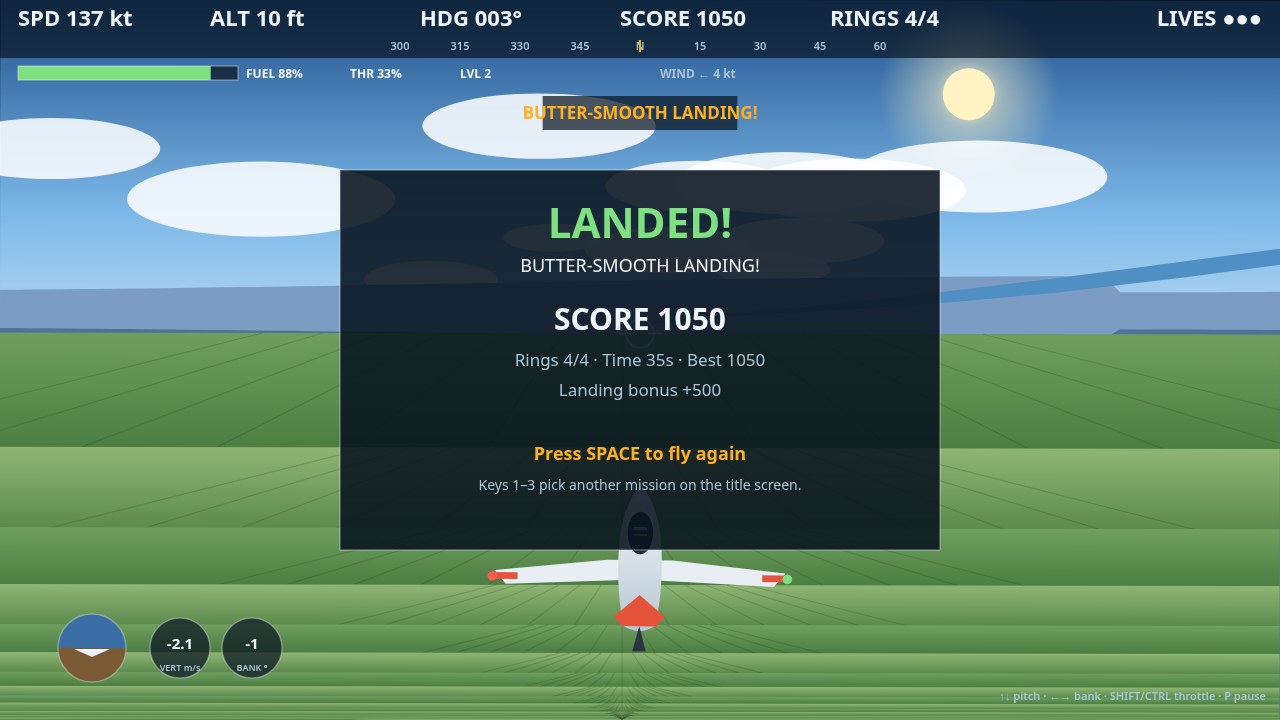 SPD 137 kt ALT 10 ft HDG 003° SCORE 1050 RINGS 4/4 LIVES ●●●
300 315 330 345 N 15 30 45 60
FUEL 88% THR 33% LVL 2 WIND ← 4 kt
BUTTER-SMOOTH LANDING!
LANDED!
BUTTER-SMOOTH LANDING!
SCORE 1050
Rings 4/4 · Time 35s · Best 1050
Landing bonus +500
Press SPACE to fly again
Keys 1–3 pick another mission on the title screen.
-2.1 -1
VERT m/s BANK °
↑↓ pitch · ←→ bank · SHIFT/CTRL throttle · P pause